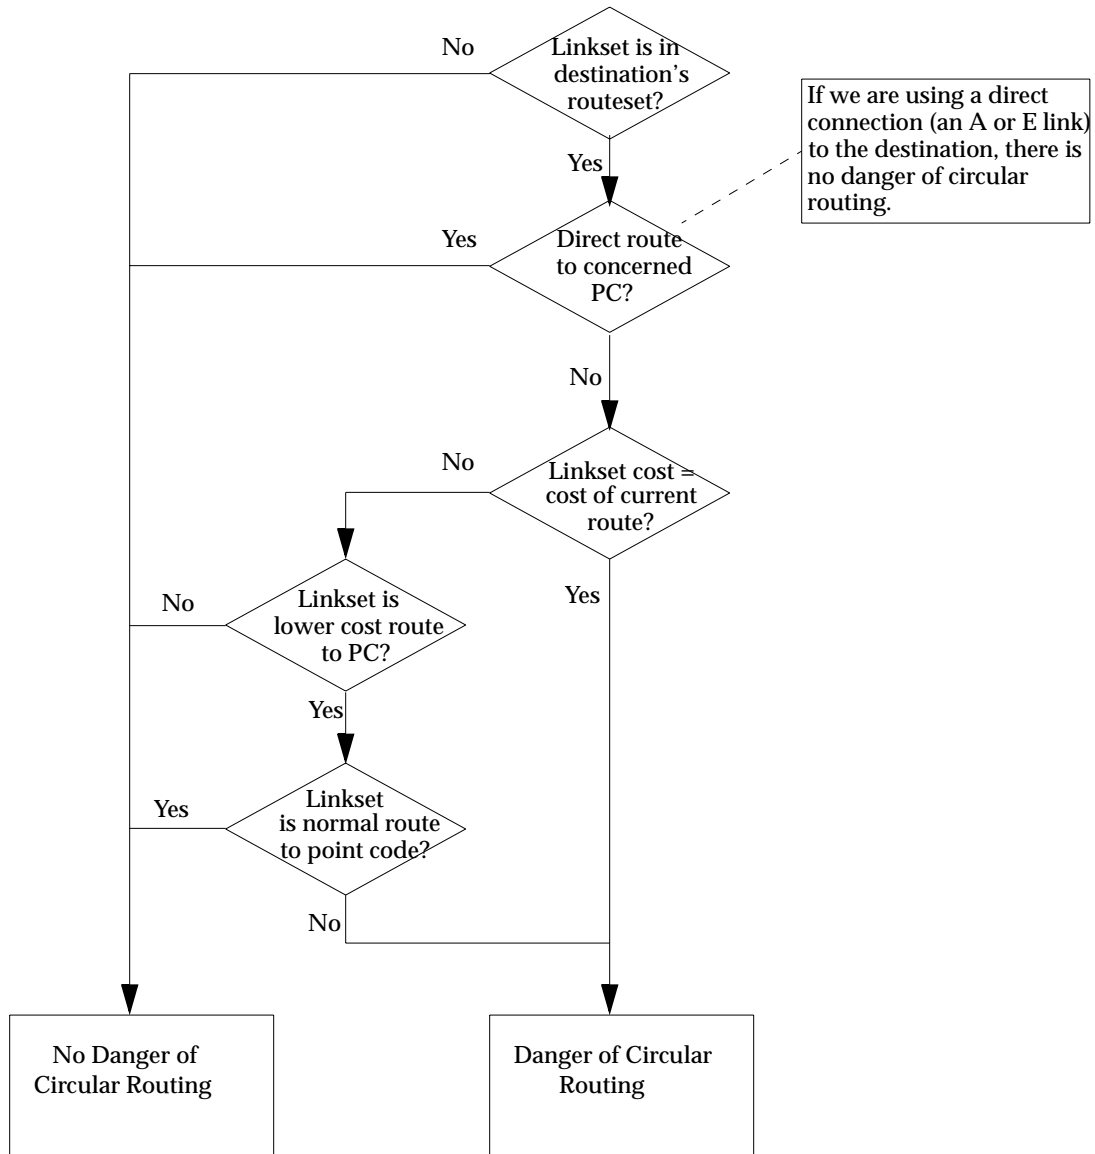 No
Linkset is in
destination's
routeset?
If we are using a direct
connection (an A or E link)
to the destination, there is
no danger of circular
routing.
Yes
Yes
Direct route
to concerned
PC?
No
No
Linkset cost =
cost of current
route?
No
Linkset is
lower cost route
to PC?
Yes
Yes
Yes
Linkset
is normal route
to point code?
No
No Danger of
Circular Routing
Danger of Circular
Routing